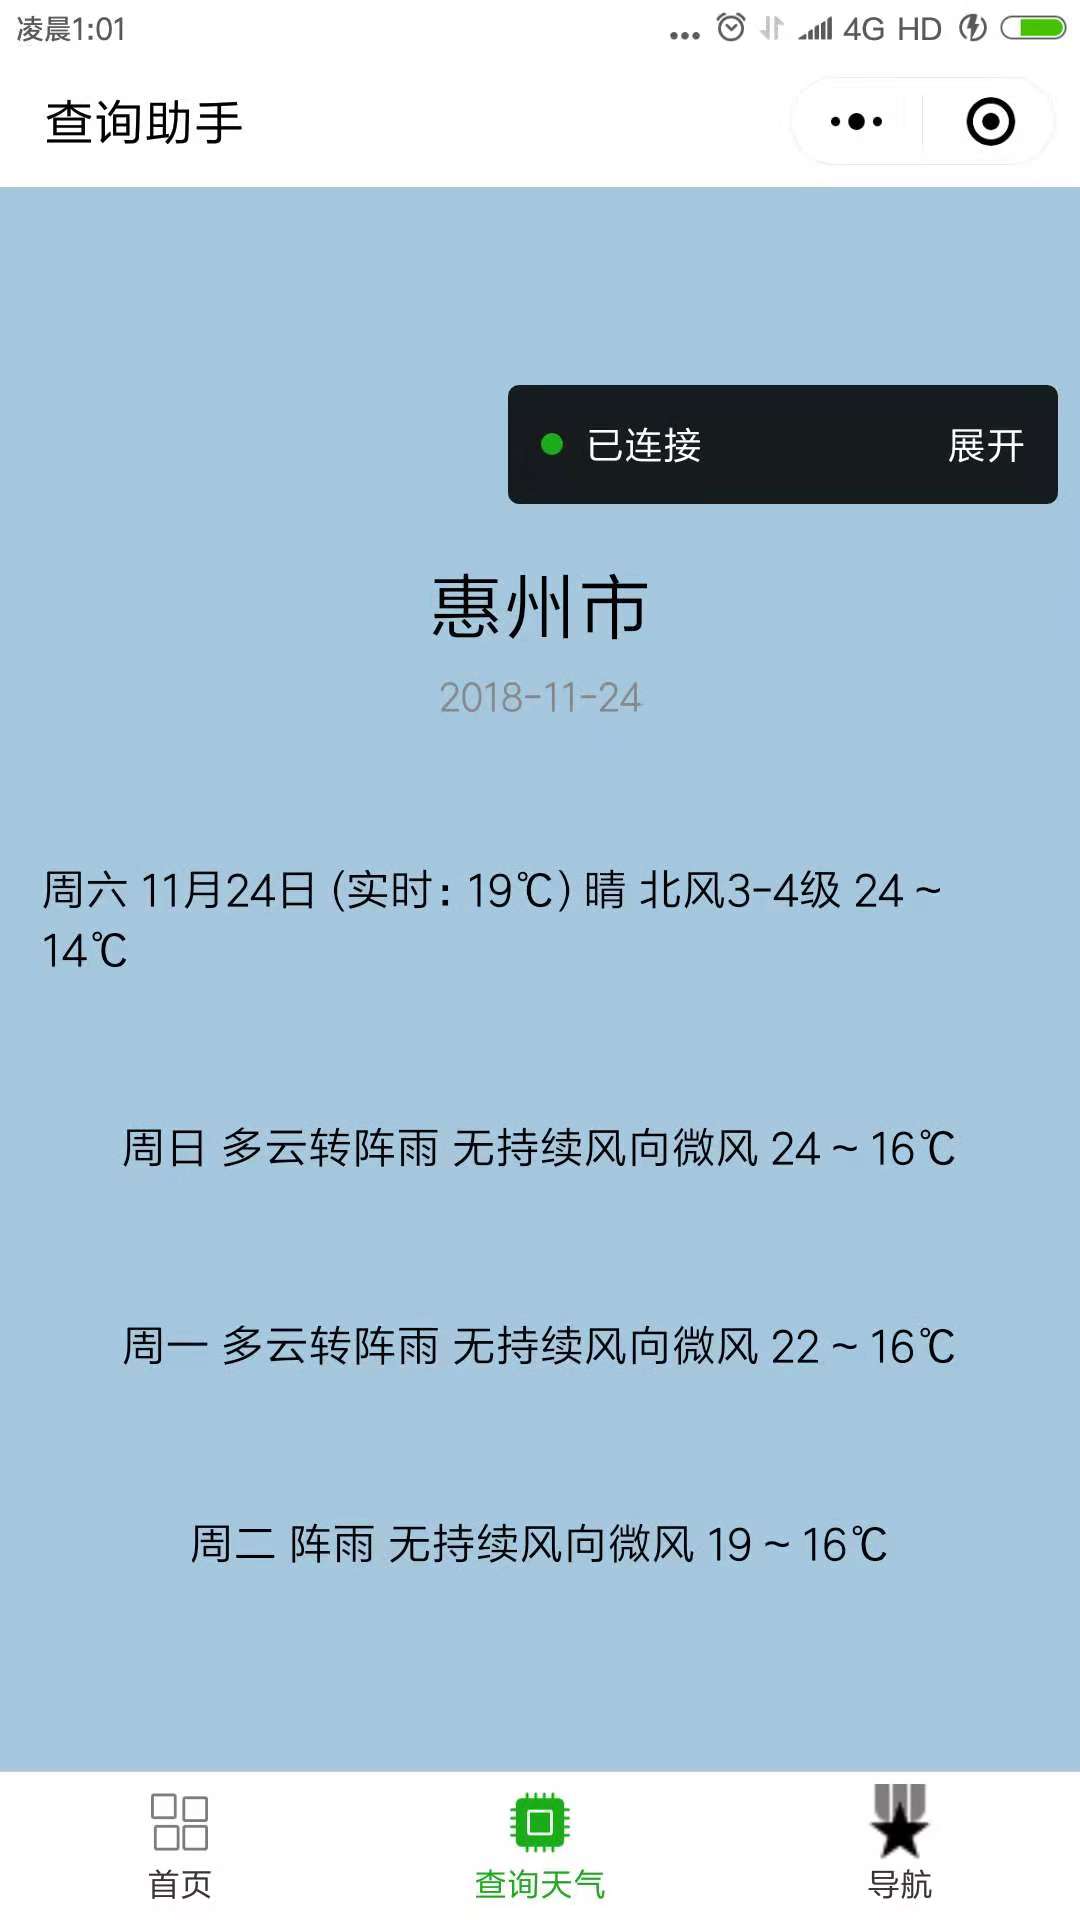 凌晨1:01
4G HD
查询助手
已连接 展开
惠州市
2018-11-24
周六 11月24日 (实时：19℃) 晴 北风3-4级 24 ~
14℃
周日 多云转阵雨 无持续风向微风 24 ~ 16℃
周一 多云转阵雨 无持续风向微风 22 ~ 16℃
周二 阵雨 无持续风向微风 19 ~ 16℃
首页 查询天气 导航